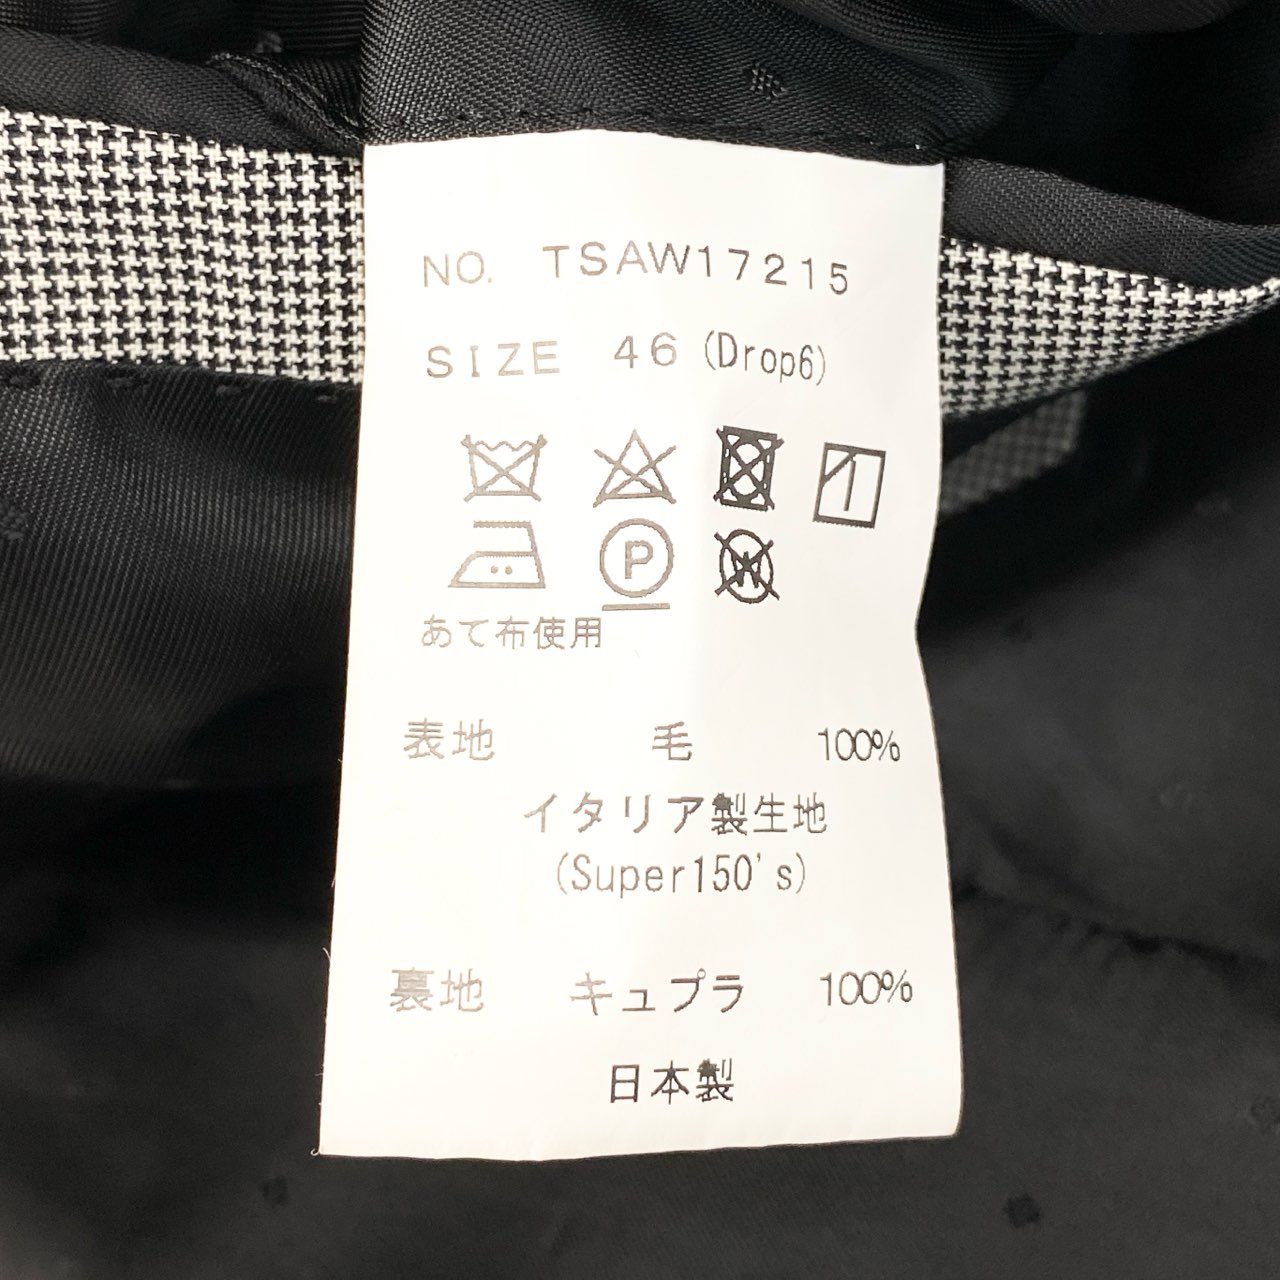 NO. TSAW17215
SIZE 46 (Drop6)
P W
あて布使用
表地 毛 100%
イタリア製生地
(Super150's)
裏地 キュプラ 100%
日本製